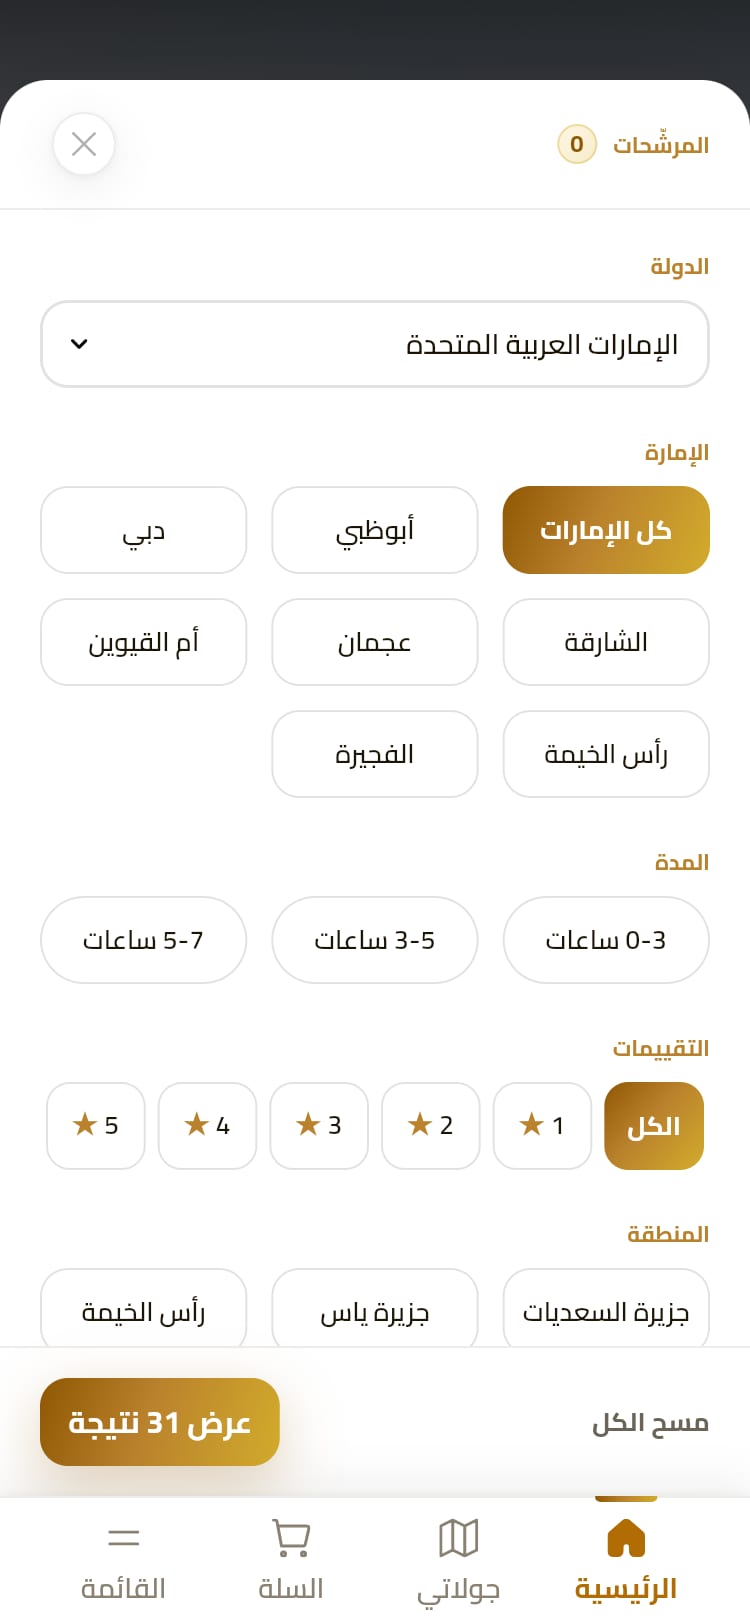 المرشّحات 0
الدولة
الإمارات العربية المتحدة
الإمارة
كل الإمارات
أبوظبي
دبي
الشارقة
عجمان
أم القيوين
رأس الخيمة
الفجيرة
المدة
0-3 ساعات
3-5 ساعات
5-7 ساعات
التقييمات
الكل
1 ★
2 ★
3 ★
4 ★
5 ★
المنطقة
جزيرة السعديات
جزيرة ياس
رأس الخيمة
مسح الكل
عرض 31 نتيجة
الرئيسية
جولاتي
السلة
القائمة